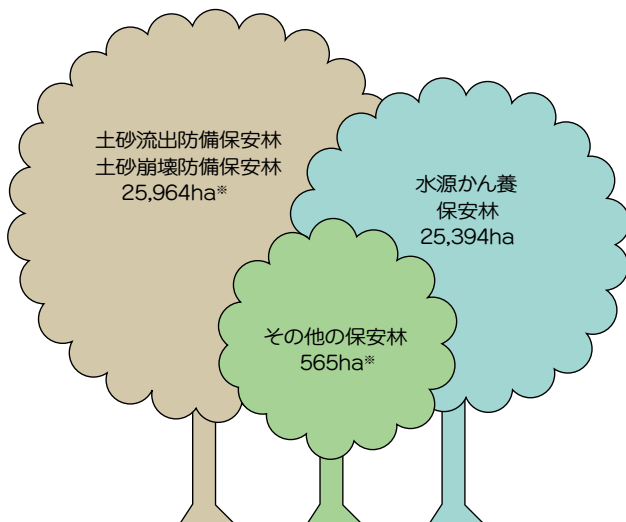 土砂流出防備保安林
土砂崩壊防備保安林
25,964ha※
水源かん養
保安林
25,394ha
その他の保安林
565ha※